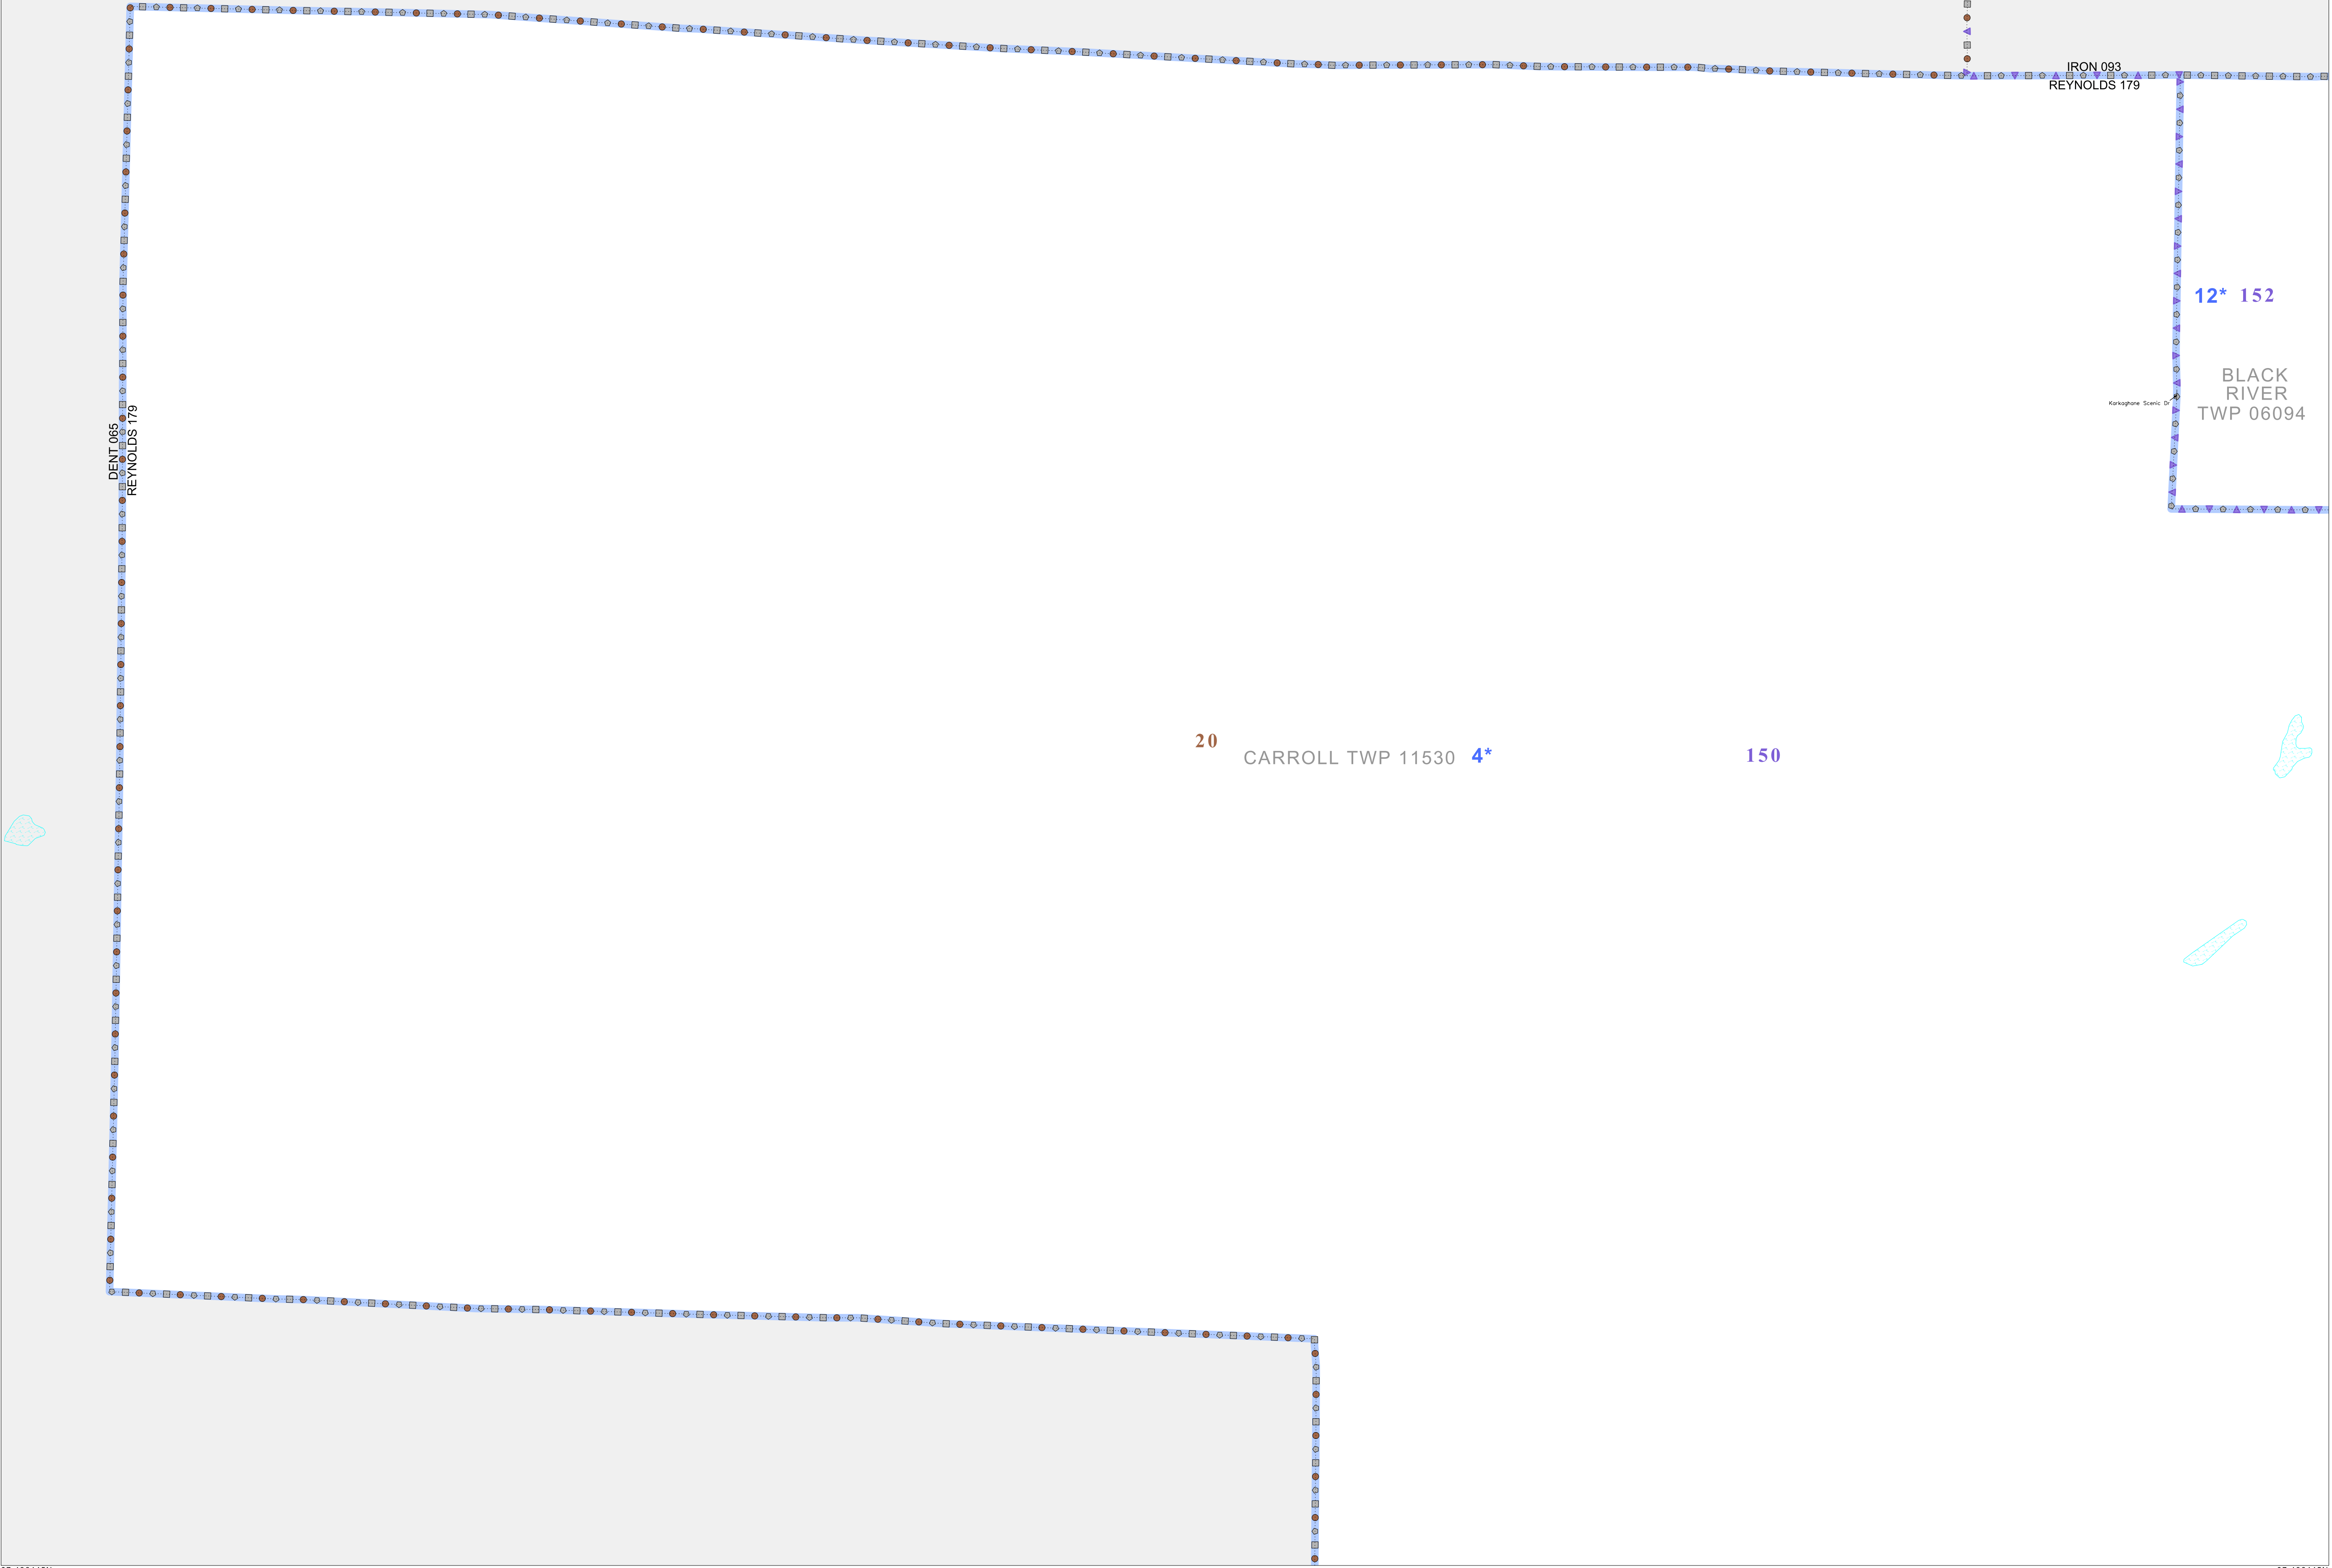 IRON 093
REYNOLDS 179
12* 152
BLACK
RIVER
TWP 06094
Karkaghone Scenic Dr
DENT 065
REYNOLDS 179
20
CARROLL TWP 11530 4*
150